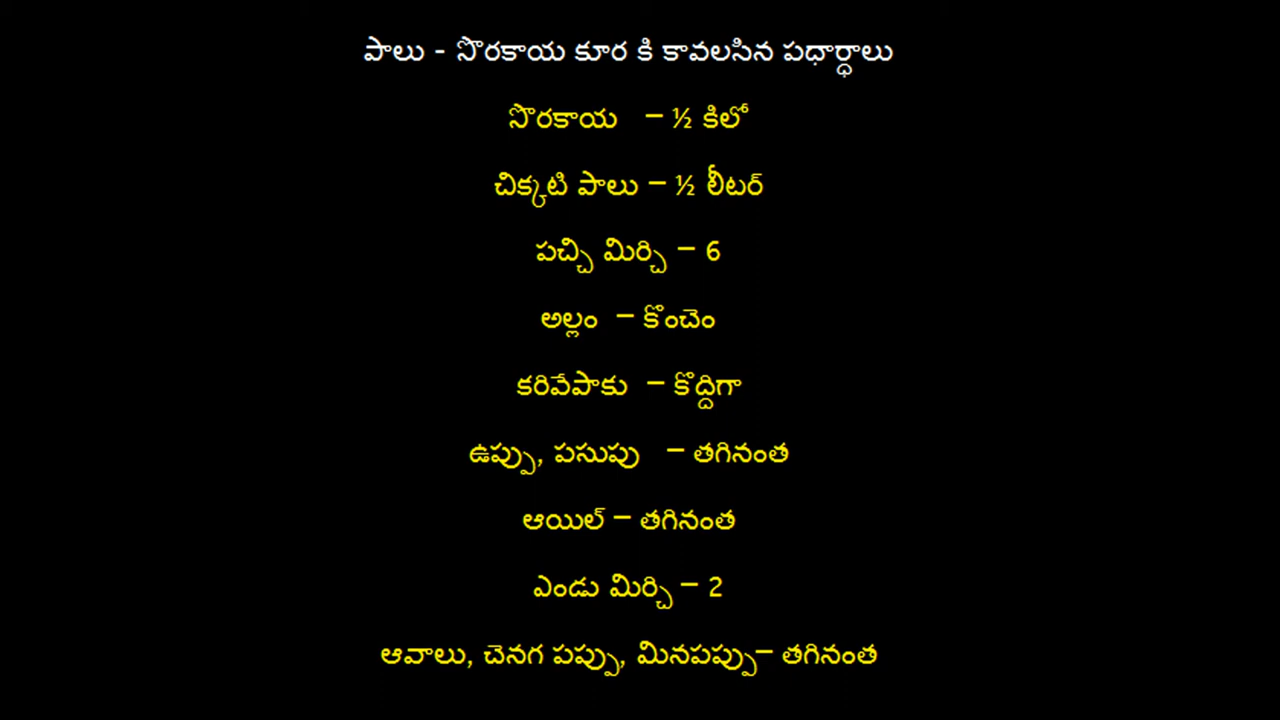 పాలు - సొరకాయ కూర కి కావలసిన పధార్ధాలు
సొరకాయ – ½ కిలో
చిక్కటి పాలు – ½ లీటర్
పచ్చి మిర్చి – 6
అల్లం – కొంచెం
కరివేపాకు – కొద్దిగా
ఉప్పు, పసుపు – తగినంత
ఆయిల్ – తగినంత
ఎండు మిర్చి – 2
ఆవాలు, చెనగ పప్పు, మినపప్పు– తగినంత